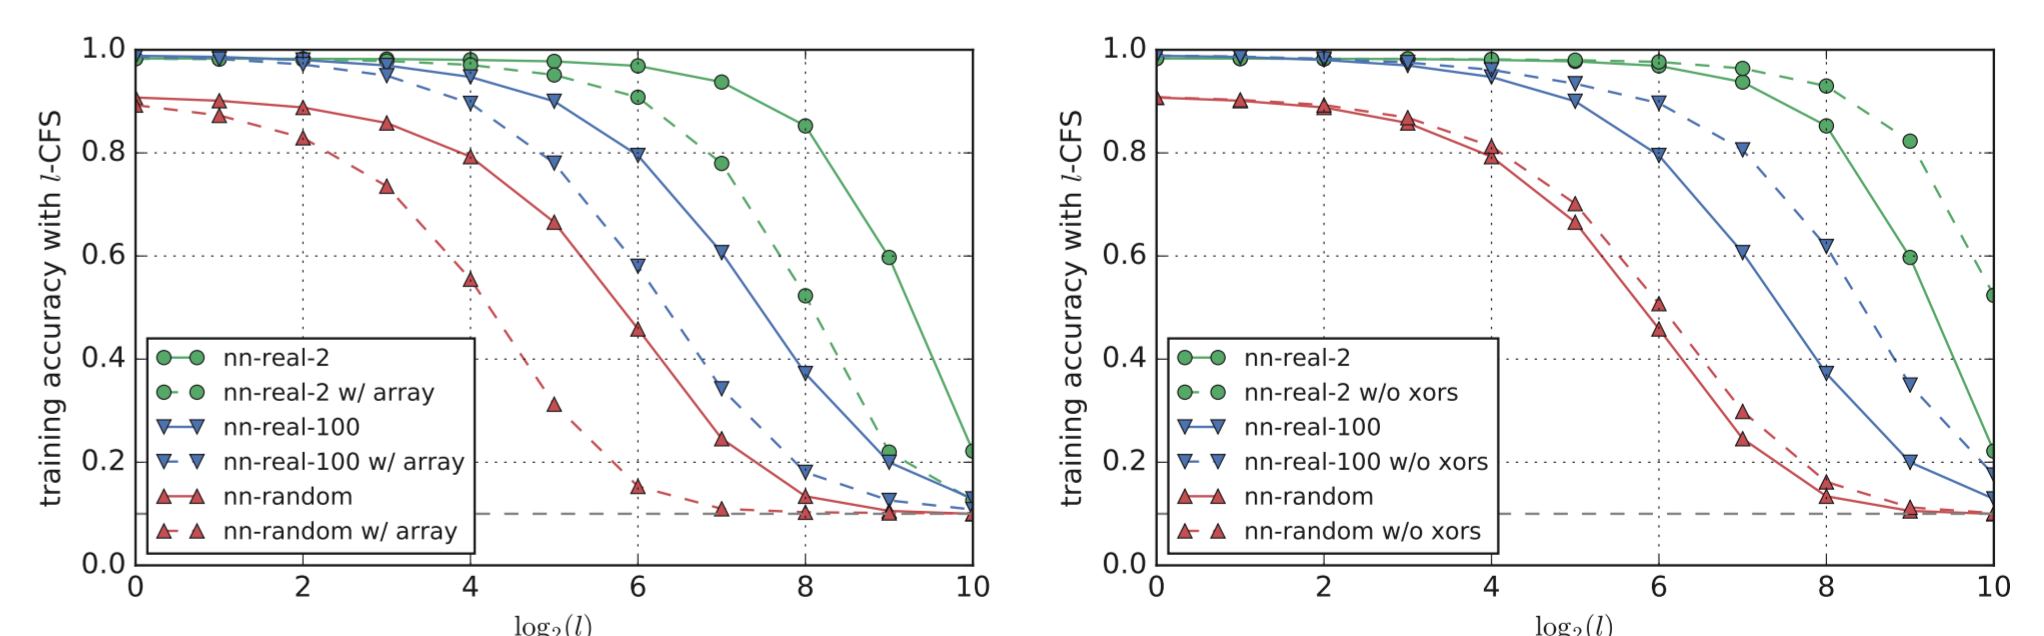 training accuracy with l-CFS
1.0
0.8
0.6
0.4
0.2
0.0
nn-real-2
nn-real-2 w/ array
nn-real-100
nn-real-100 w/ array
nn-random
nn-random w/ array
0 2 4 6 8 10
log₂(l)
training accuracy with l-CFS
1.0
0.8
0.6
0.4
0.2
0.0
nn-real-2
nn-real-2 w/o xors
nn-real-100
nn-real-100 w/o xors
nn-random
nn-random w/o xors
0 2 4 6 8 10
log₂(l)